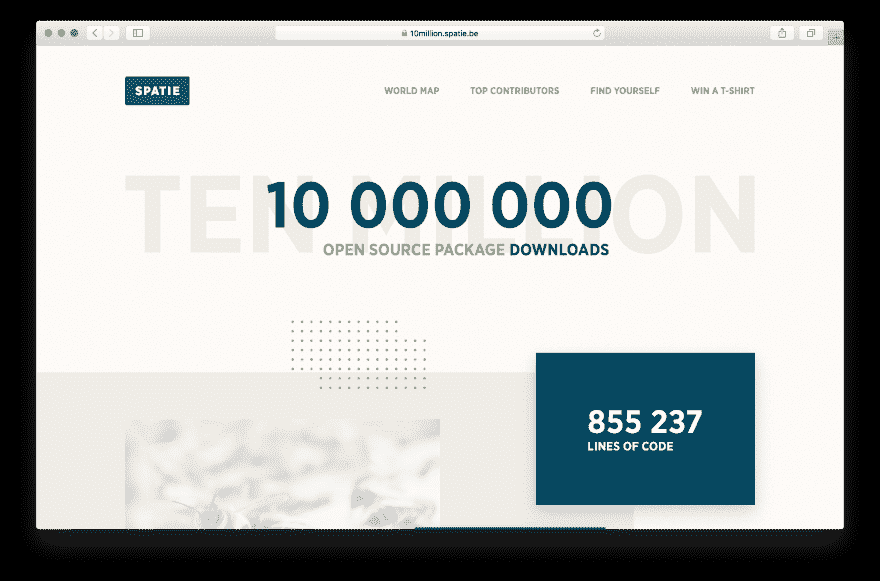 10million.spatie.be
SPATIE
WORLD MAP
TOP CONTRIBUTORS
FIND YOURSELF
WIN A T-SHIRT
TEN MILLION
10 000 000
OPEN SOURCE PACKAGE DOWNLOADS
855 237
LINES OF CODE